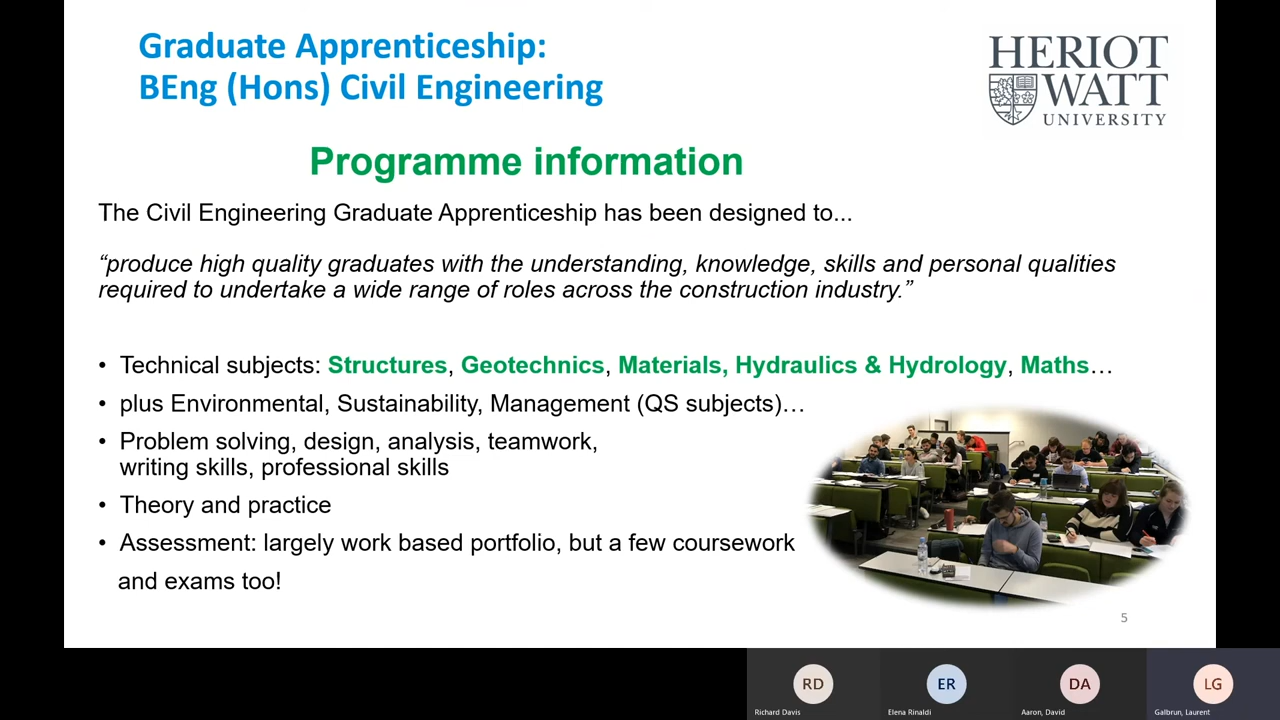 Graduate Apprenticeship:
BEng (Hons) Civil Engineering
HERIOT
WATT
UNIVERSITY
Programme information
The Civil Engineering Graduate Apprenticeship has been designed to...
“produce high quality graduates with the understanding, knowledge, skills and personal qualities
required to undertake a wide range of roles across the construction industry.”
• Technical subjects: Structures, Geotechnics, Materials, Hydraulics & Hydrology, Maths…
• plus Environmental, Sustainability, Management (QS subjects)…
• Problem solving, design, analysis, teamwork,
writing skills, professional skills
• Theory and practice
• Assessment: largely work based portfolio, but a few coursework
and exams too!
5
RD
ER
DA
LG
Richard Davis
Elena Rinaldi
Aaron, David
Galbrun, Laurent